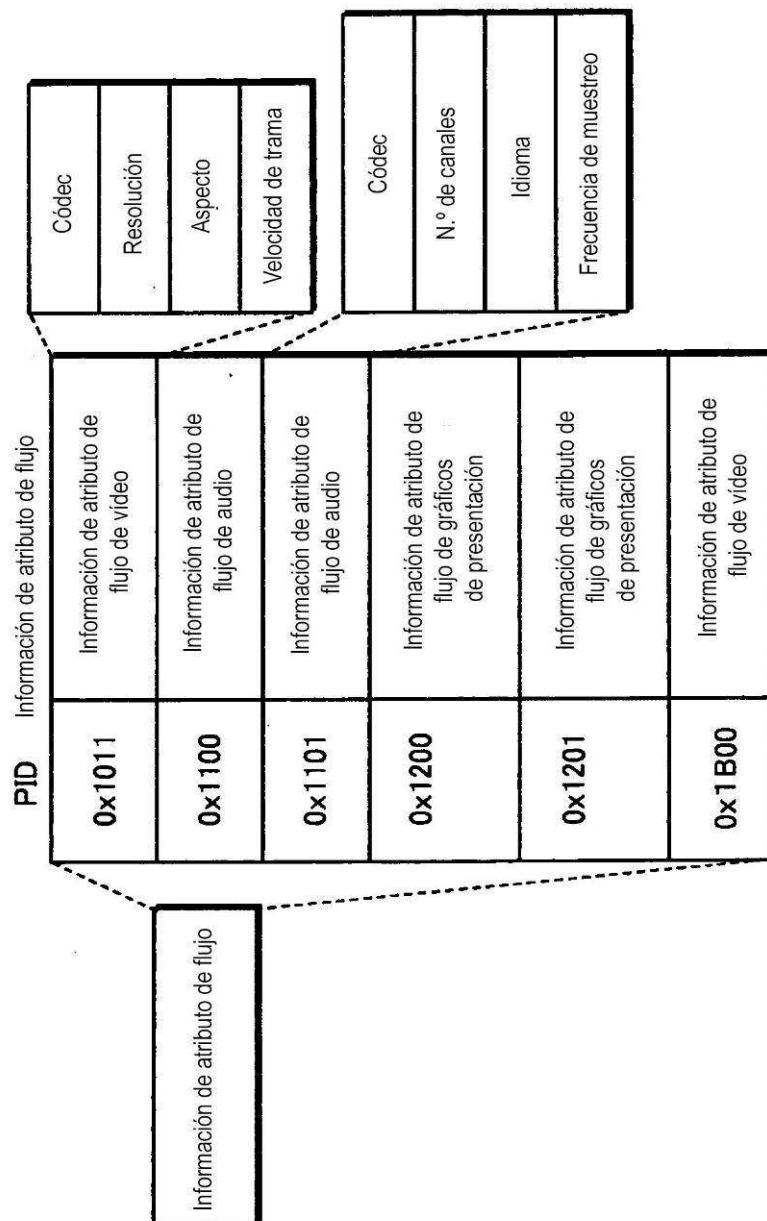 Información de atributo de flujo
PID
Información de atributo de flujo
0x1011
Información de atributo de
flujo de vídeo
0x1100
Información de atributo de
flujo de audio
0x1101
Información de atributo de
flujo de audio
0x1200
Información de atributo de
flujo de gráficos
de presentación
0x1201
Información de atributo de
flujo de gráficos
de presentación
0x1B00
Información de atributo de
flujo de vídeo
Códec
Resolución
Aspecto
Velocidad de trama
Códec
N.º de canales
Idioma
Frecuencia de muestreo